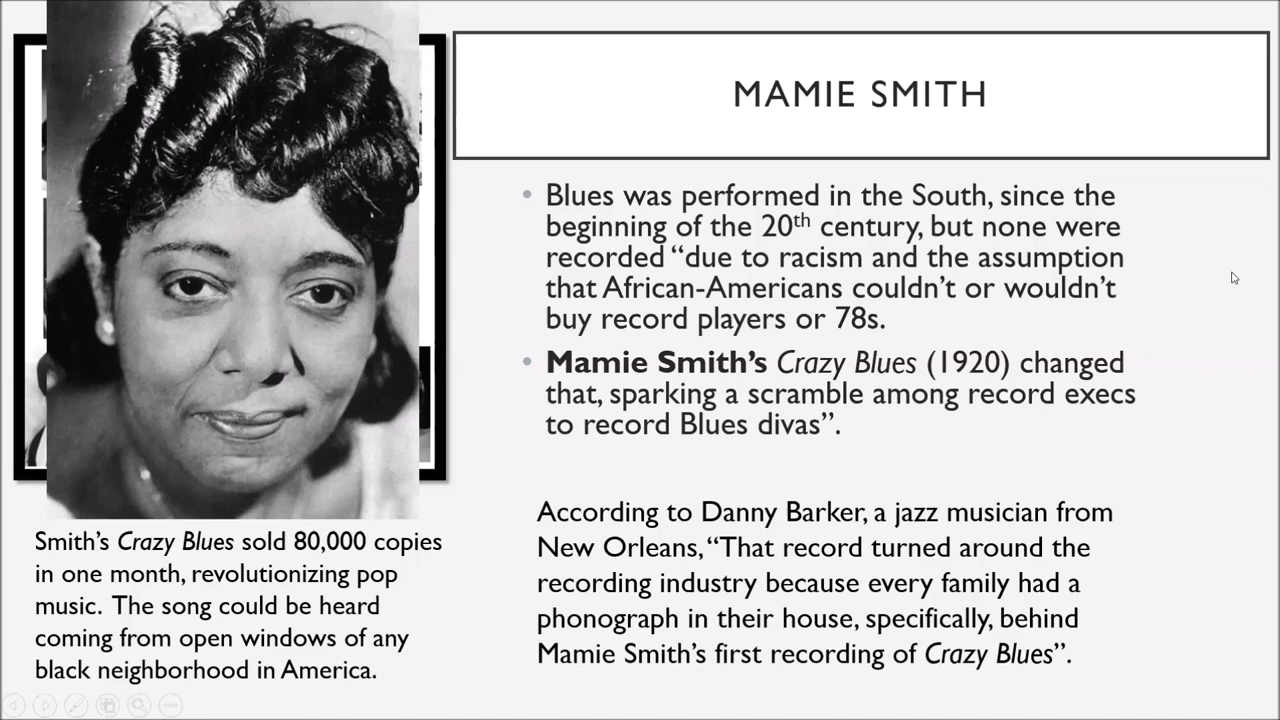 MAMIE SMITH
• Blues was performed in the South, since the
beginning of the 20th century, but none were
recorded “due to racism and the assumption
that African-Americans couldn’t or wouldn’t
buy record players or 78s.
• Mamie Smith’s Crazy Blues (1920) changed
that, sparking a scramble among record execs
to record Blues divas”.
According to Danny Barker, a jazz musician from
New Orleans, “That record turned around the
recording industry because every family had a
phonograph in their house, specifically, behind
Mamie Smith’s first recording of Crazy Blues”.
Smith’s Crazy Blues sold 80,000 copies
in one month, revolutionizing pop
music.  The song could be heard
coming from open windows of any
black neighborhood in America.